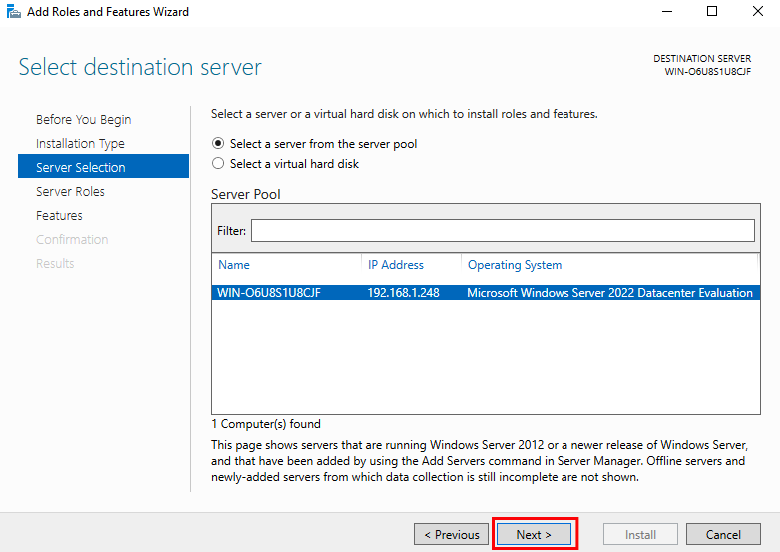 Add Roles and Features Wizard
Select destination server
DESTINATION SERVER
WIN-O6U8S1U8CJF
Before You Begin
Installation Type
Server Selection
Server Roles
Features
Confirmation
Results
Select a server or a virtual hard disk on which to install roles and features.
Select a server from the server pool
Select a virtual hard disk
Server Pool
Filter:
Name IP Address Operating System
WIN-O6U8S1U8CJF 192.168.1.248 Microsoft Windows Server 2022 Datacenter Evaluation
1 Computer(s) found
This page shows servers that are running Windows Server 2012 or a newer release of Windows Server,
and that have been added by using the Add Servers command in Server Manager. Offline servers and
newly-added servers from which data collection is still incomplete are not shown.
< Previous Next > Install Cancel